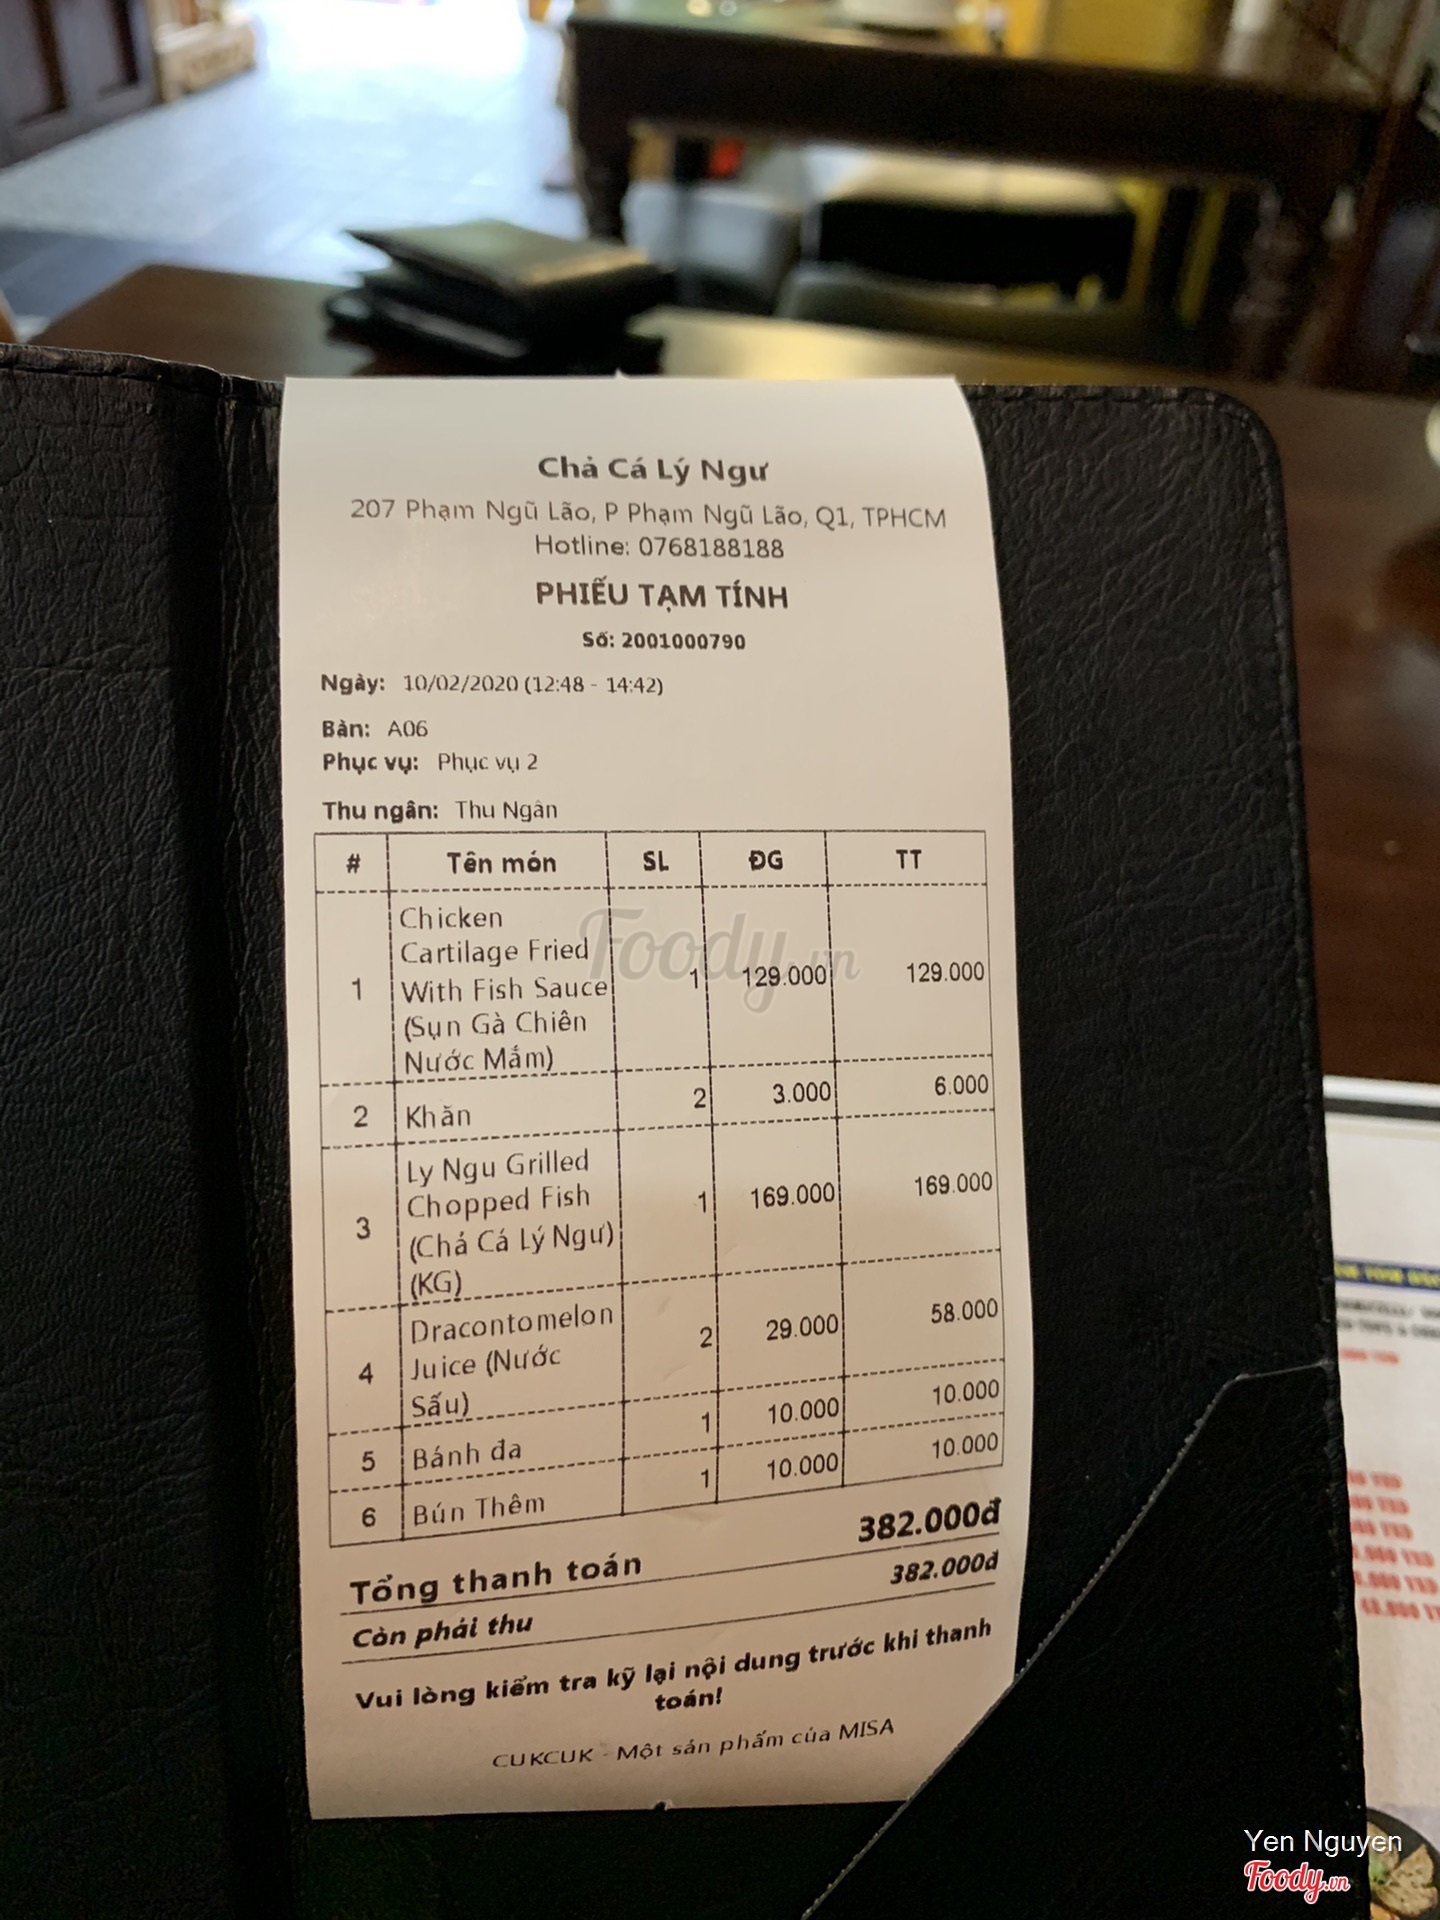 Chả Cá Lý Ngư
207 Phạm Ngũ Lão, P Phạm Ngũ Lão, Q1, TPHCM
Hotline: 0768188188
PHIẾU TẠM TÍNH
Số: 2001000790
Ngày: 10/02/2020 (12:48 - 14:42)
Bàn: A06
Phục vụ: Phục vụ 2
Thu ngân: Thu Ngân
# Tên món SL ĐG TT
Chicken
Cartilage Fried
1 With Fish Sauce 1 129.000 129.000
(Sụn Gà Chiên
Nước Mắm)
2 Khăn 2 3.000 6.000
Ly Ngu Grilled
Chopped Fish
3 (Chả Cá Lý Ngư) 1 169.000 169.000
(KG)
Dracontomelon
4 Juice (Nước 2 29.000 58.000
Sấu)
5 Bánh đa 1 10.000 10.000
6 Bún Thêm 1 10.000 10.000
Tổng thanh toán 382.000đ
Còn phải thu 382.000đ
Vui lòng kiểm tra kỹ lại nội dung trước khi thanh
toán!
CUKCUK - Một sản phẩm của MISA
Foody.vn
Yen Nguyen
Foody.vn